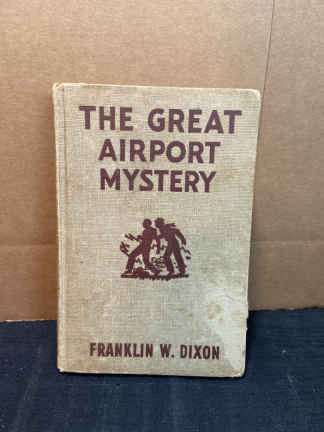 THE GREAT
AIRPORT
MYSTERY
FRANKLIN W. DIXON